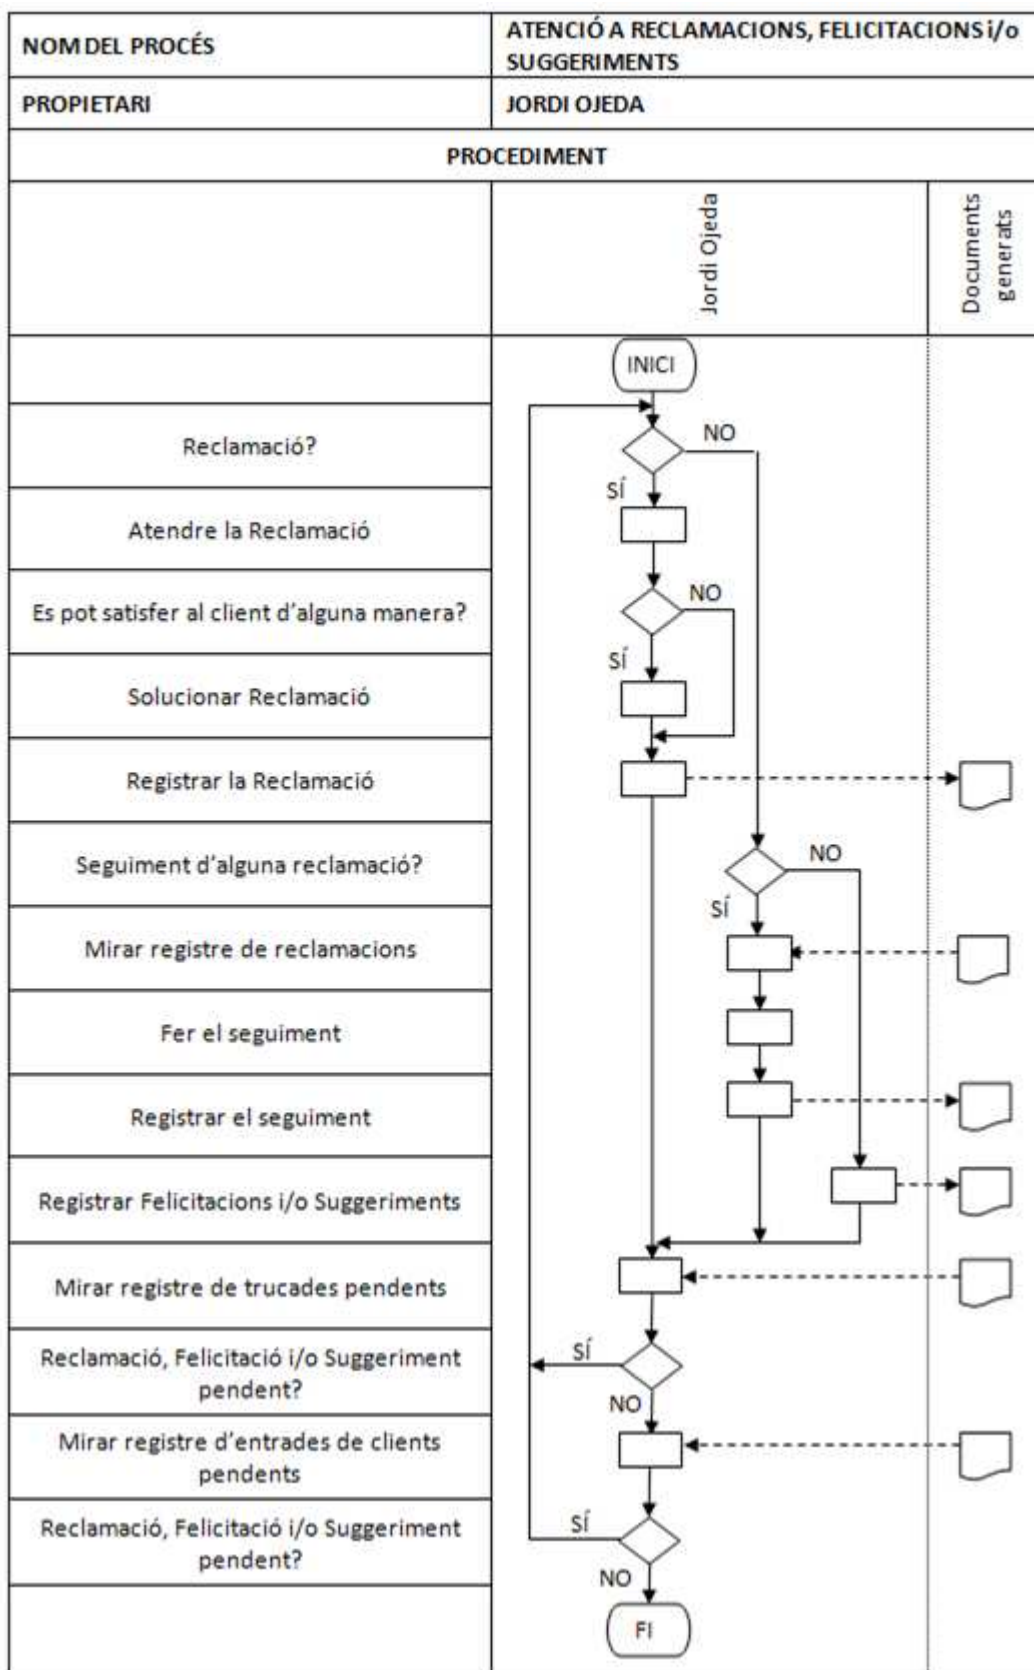 NOM DEL PROCÉS
ATENCIÓ A RECLAMACIONS, FELICITACIONS i/o
SUGGERIMENTS
PROPIETARI
JORDI OJEDA
PROCEDIMENT
Jordi Ojeda
Documents
generats
INICI
Reclamació?
NO
SÍ
Atendre la Reclamació
Es pot satisfer al client d'alguna manera?
NO
SÍ
Solucionar Reclamació
Registrar la Reclamació
Seguiment d'alguna reclamació?
NO
SÍ
Mirar registre de reclamacions
Fer el seguiment
Registrar el seguiment
Registrar Felicitacions i/o Suggeriments
Mirar registre de trucades pendents
Reclamació, Felicitació i/o Suggeriment
pendent?
SÍ
NO
Mirar registre d'entrades de clients
pendents
Reclamació, Felicitació i/o Suggeriment
pendent?
SÍ
NO
FI